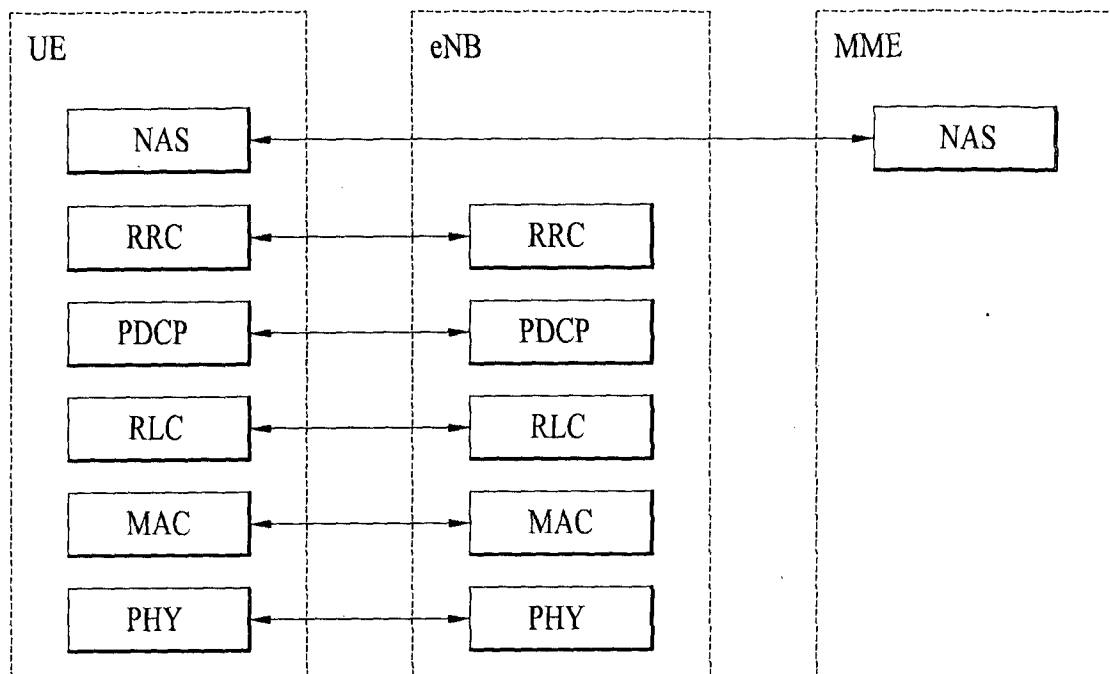 UE eNB MME
NAS NAS
RRC RRC
PDCP PDCP
RLC RLC
MAC MAC
PHY PHY